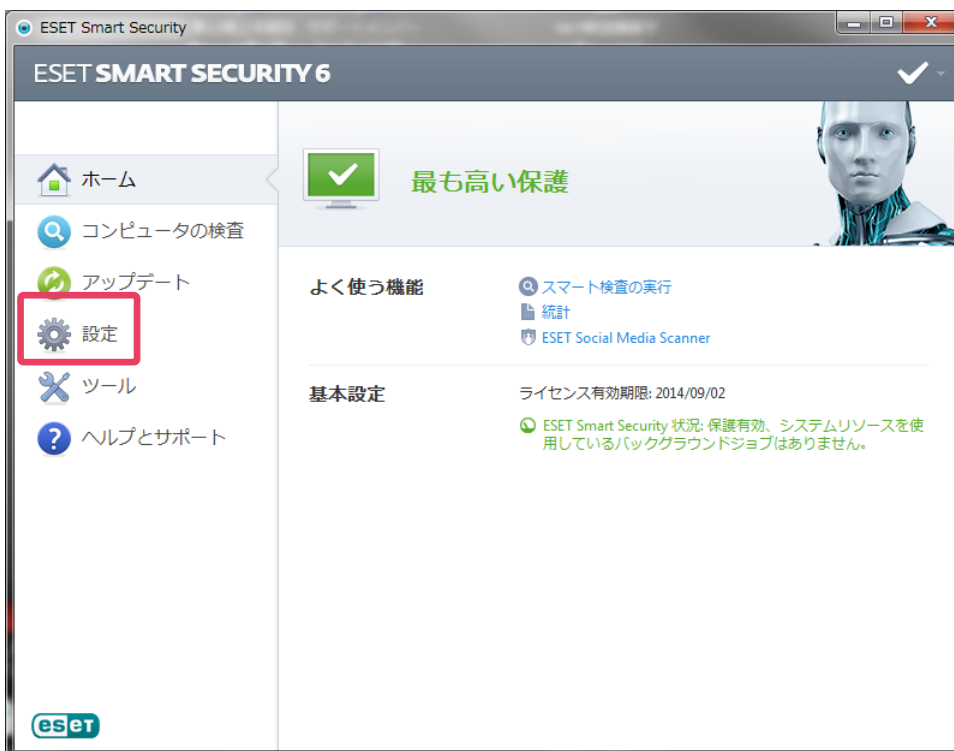 ESET Smart Security
ESET SMART SECURITY 6
ホーム
コンピュータの検査
アップデート
設定
ツール
ヘルプとサポート
最も高い保護
よく使う機能
スマート検査の実行
統計
ESET Social Media Scanner
基本設定
ライセンス有効期限: 2014/09/02
ESET Smart Security 状況: 保護有効、システムリソースを使
用しているバックグラウンドジョブはありません。
eseT